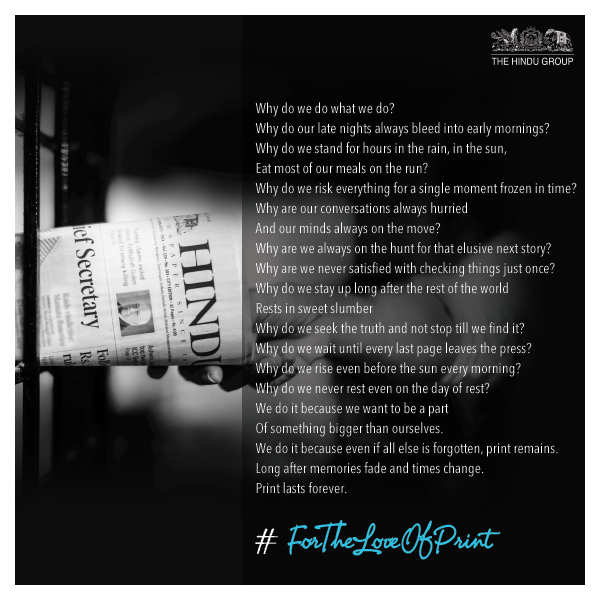 THE HINDU GROUP
Why do we do what we do?
Why do our late nights always bleed into early mornings?
Why do we stand for hours in the rain, in the sun,
Eat most of our meals on the run?
Why do we risk everything for a single moment frozen in time?
Why are our conversations always hurried
And our minds always on the move?
Why are we always on the hunt for that elusive next story?
Why are we never satisfied with checking things just once?
Why do we stay up long after the rest of the world
Rests in sweet slumber
Why do we seek the truth and not stop till we find it?
Why do we wait until every last page leaves the press?
Why do we rise even before the sun every morning?
Why do we never rest even on the day of rest?
We do it because we want to be a part
Of something bigger than ourselves.
We do it because even if all else is forgotten, print remains.
Long after memories fade and times change.
Print lasts forever.
# ForTheLoveOfPrint
HINDU
ief Secretary